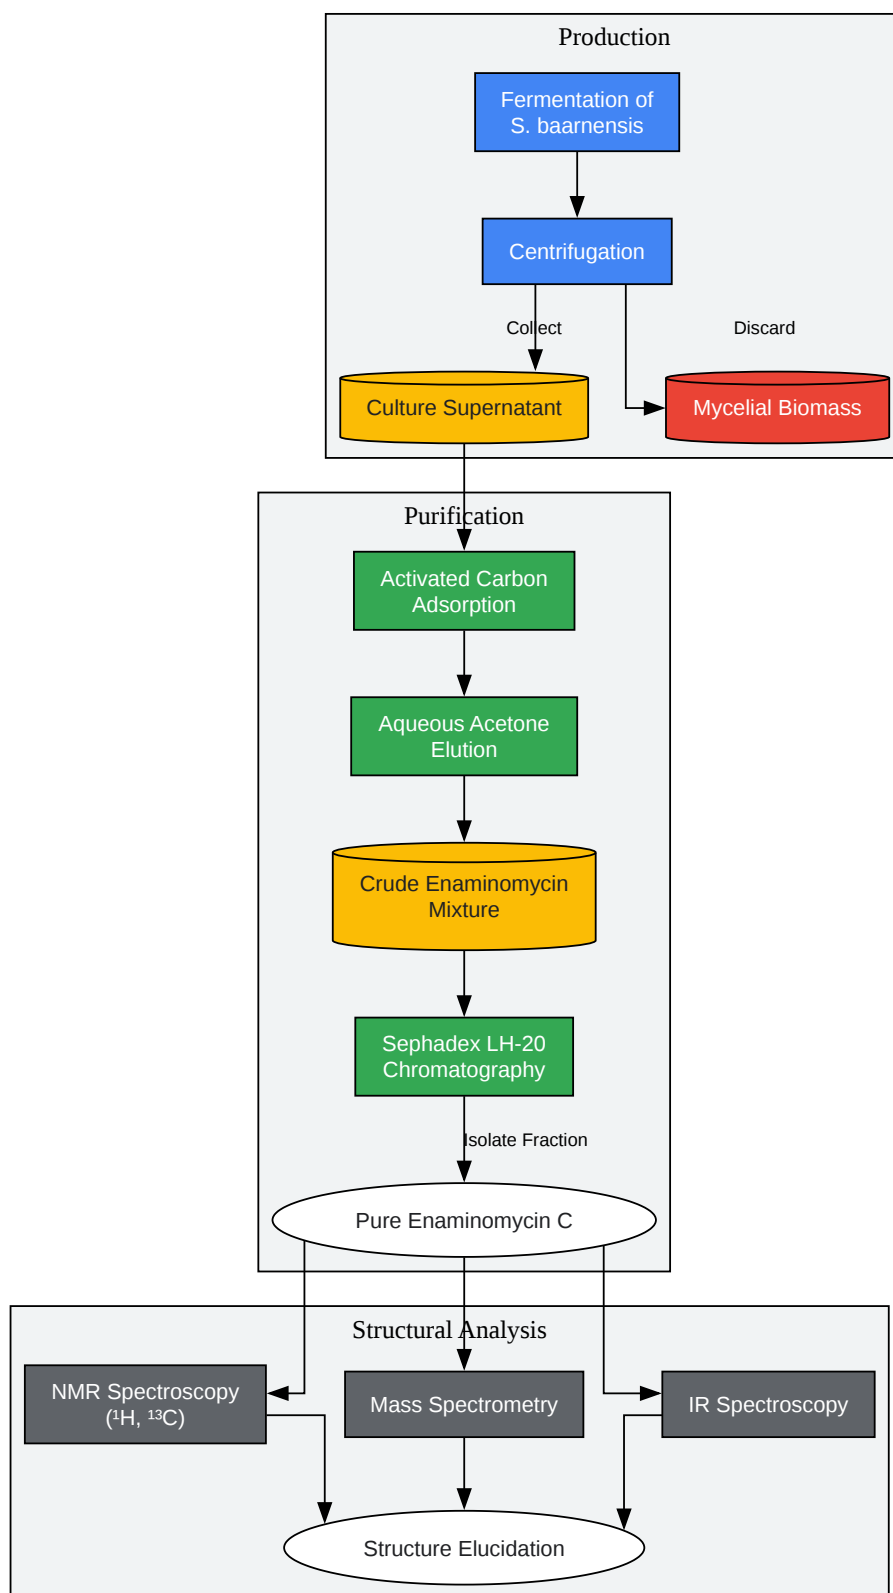 Production
Fermentation of
S. baarnensis
Centrifugation
Collect
Discard
Culture Supernatant
Mycelial Biomass
Purification
Activated Carbon
Adsorption
Aqueous Acetone
Elution
Crude Enaminomycin
Mixture
Sephadex LH-20
Chromatography
Isolate Fraction
Pure Enaminomycin C
Structural Analysis
NMR Spectroscopy
(¹H, ¹³C)
Mass Spectrometry
IR Spectroscopy
Structure Elucidation